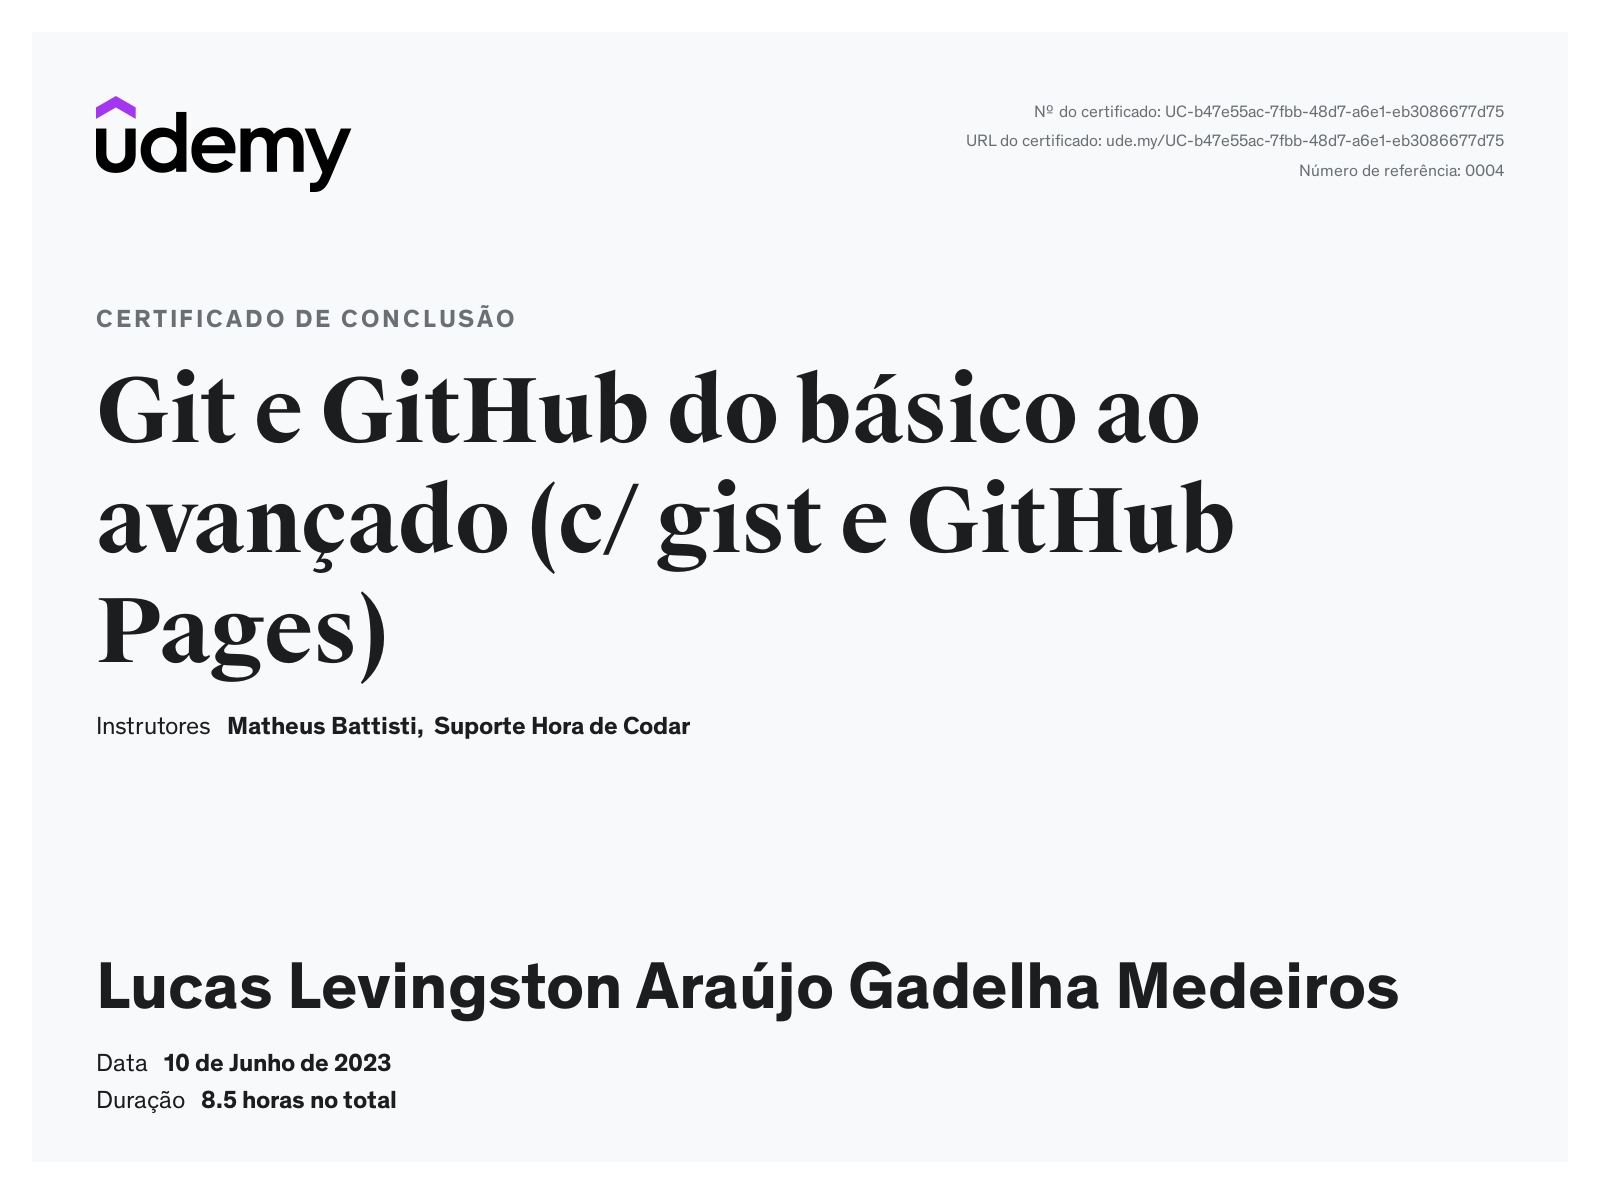 udemy
Nº do certificado: UC-b47e55ac-7fbb-48d7-a6e1-eb3086677d75
URL do certificado: ude.my/UC-b47e55ac-7fbb-48d7-a6e1-eb3086677d75
Número de referência: 0004
CERTIFICADO DE CONCLUSÃO
Git e GitHub do básico ao
avançado (c/ gist e GitHub
Pages)
Instrutores Matheus Battisti, Suporte Hora de Codar
Lucas Levingston Araújo Gadelha Medeiros
Data 10 de Junho de 2023
Duração 8.5 horas no total